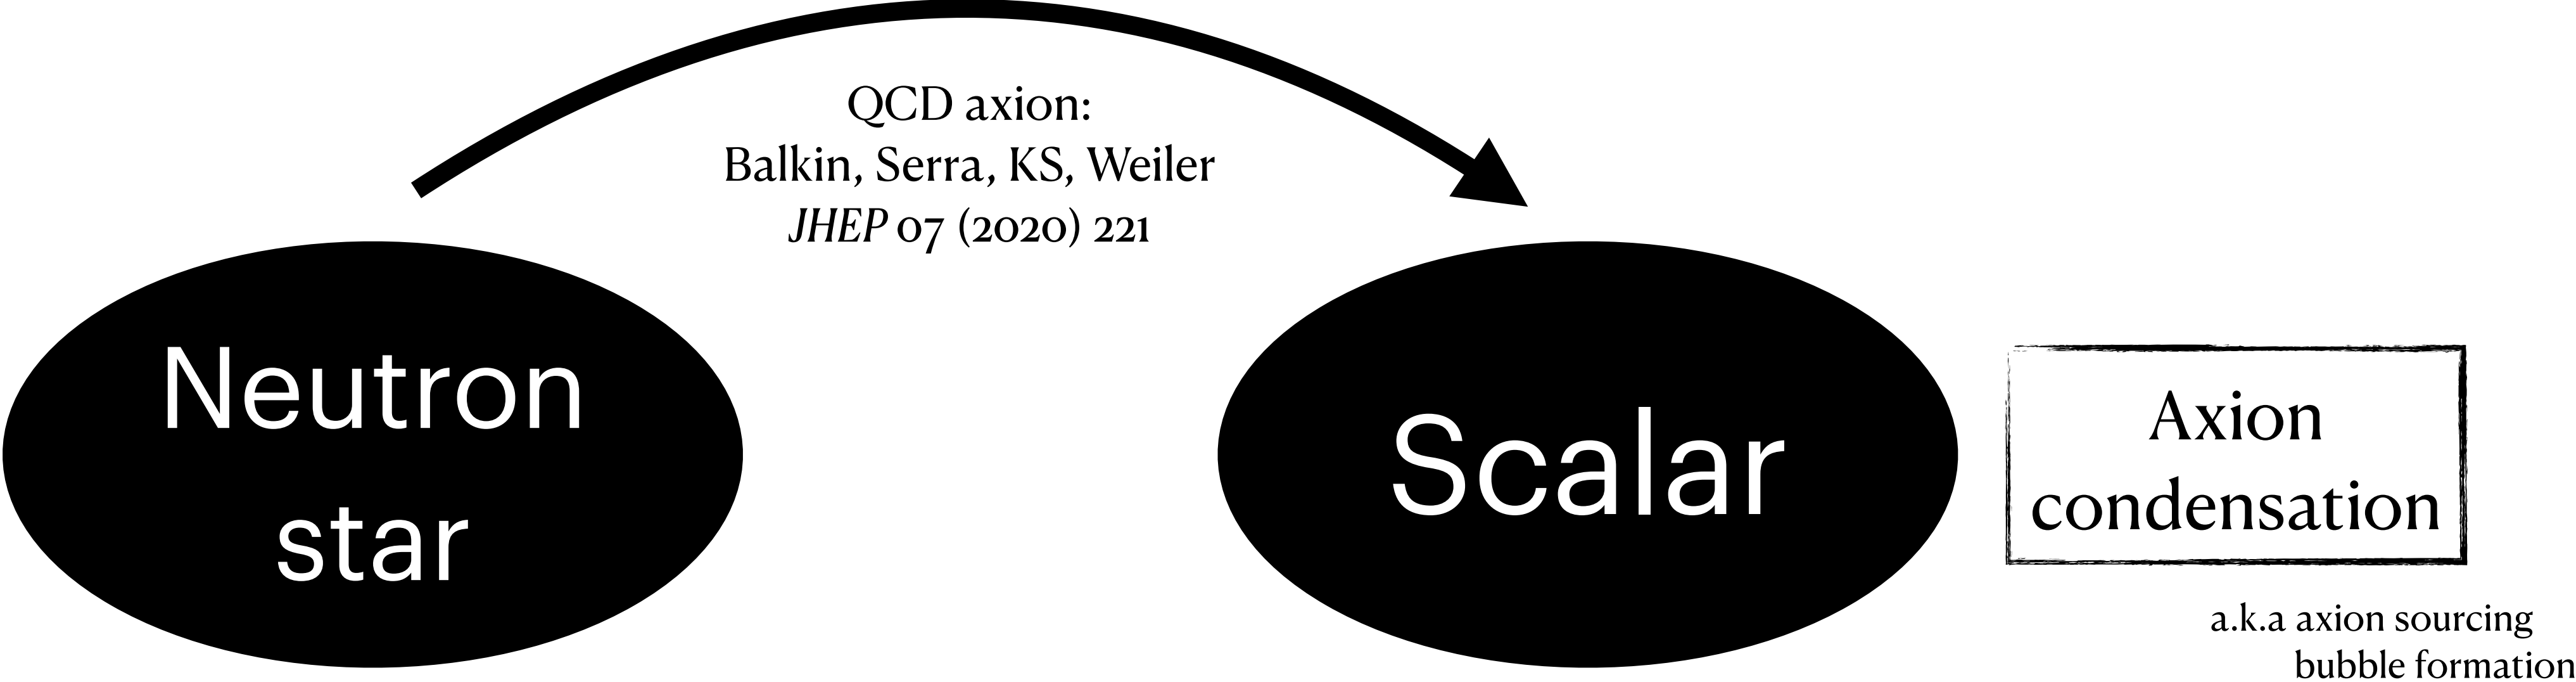 QCD axion:
Balkin, Serra, KS, Weiler
JHEP 07 (2020) 221
Neutron
star
Scalar
Axion
condensation
a.k.a axion sourcing
bubble formation